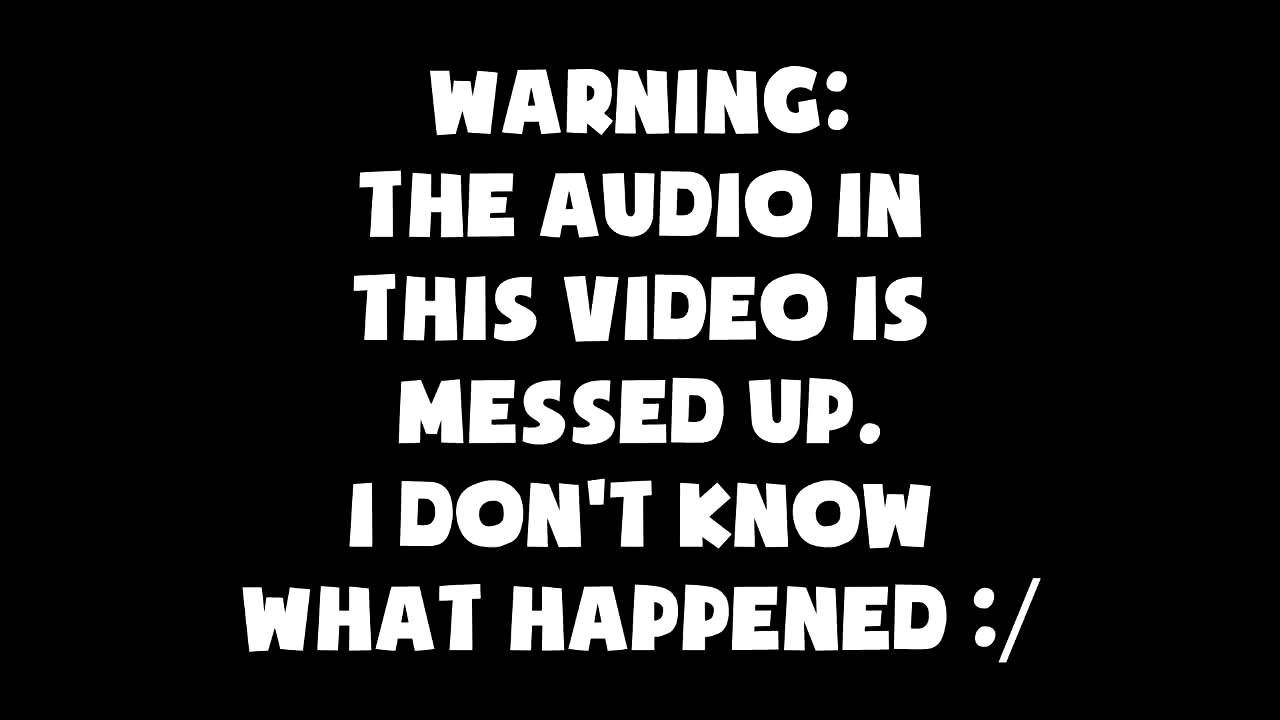 WARNING:
THE AUDIO IN
THIS VIDEO IS
MESSED UP.
I DON'T KNOW
WHAT HAPPENED :/